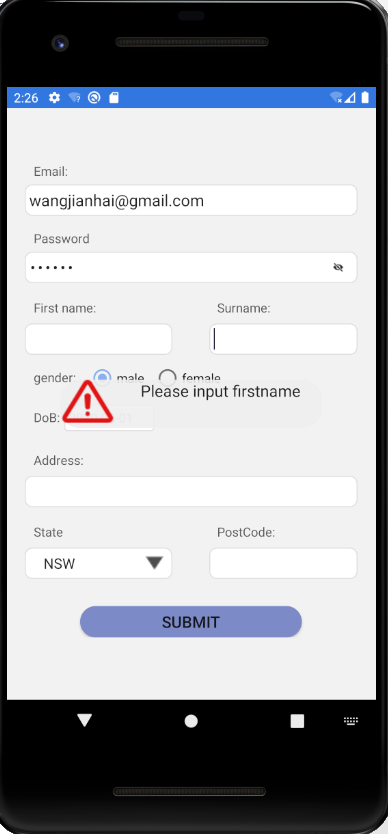 2:26
Email:
wangjianhai@gmail.com
Password
••••••
First name: Surname:
gender: male female
Please input firstname
DoB:
Address:
State PostCode:
NSW
SUBMIT